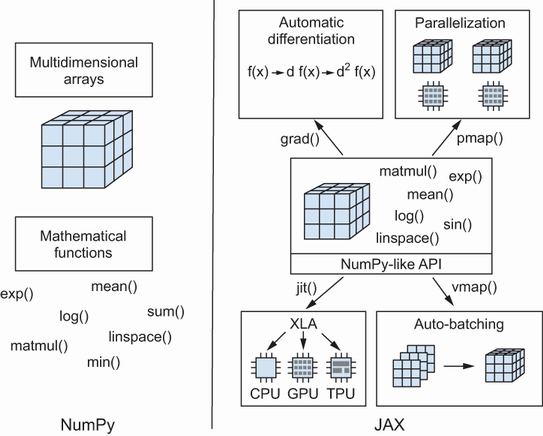 Multidimensional
arrays
Mathematical
functions
exp()
mean()
log()
sum()
matmul()
linspace()
min()
NumPy
Automatic
differentiation
f(x) → d f(x) → d² f(x)
Parallelization
grad()
pmap()
matmul()
exp()
mean()
log()
sin()
linspace()
NumPy-like API
jit()
vmap()
XLA
CPU GPU TPU
Auto-batching
JAX